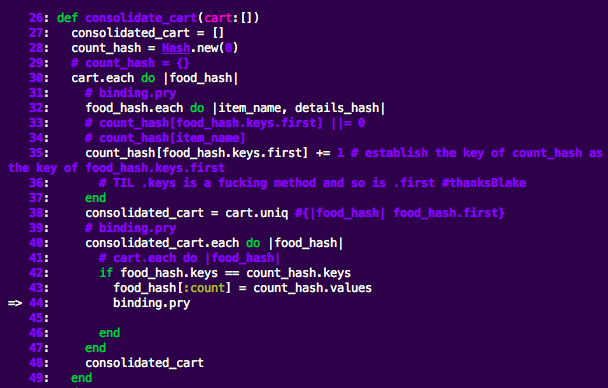 26: def consolidate_cart(cart:[])
27:   consolidated_cart = []
28:   count_hash = Hash.new(0)
29:   # count_hash = {}
30:   cart.each do |food_hash|
31:     # binding.pry
32:     food_hash.each do |item_name, details_hash|
33:     # count_hash[food_hash.keys.first] ||= 0
34:     # count_hash[item_name]
35:     count_hash[food_hash.keys.first] += 1 # establish the key of count_hash as
the key of food_hash.keys.first
36:       # TIL .keys is a fucking method and so is .first #thanksBlake
37:     end
38:     consolidated_cart = cart.uniq #{|food_hash| food_hash.first}
39:     # binding.pry
40:     consolidated_cart.each do |food_hash|
41:       # cart.each do |food_hash|
42:       if food_hash.keys == count_hash.keys
43:         food_hash[:count] = count_hash.values
=> 44:         binding.pry
45:
46:       end
47:     end
48:     consolidated_cart
49:   end